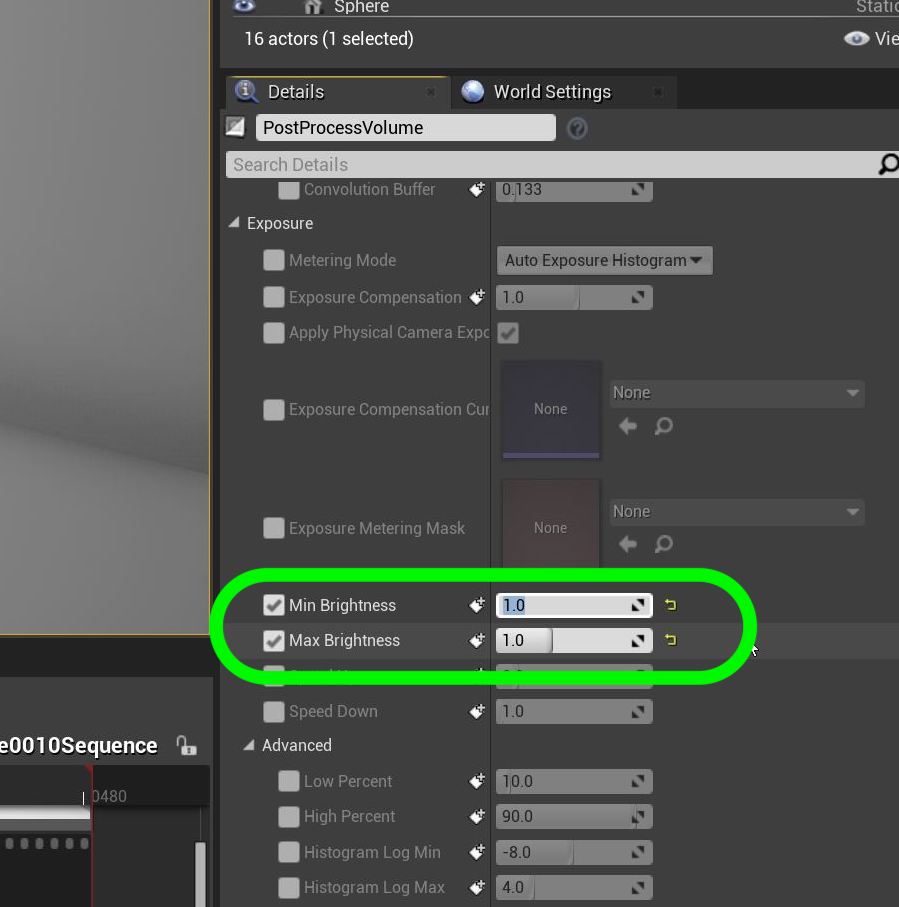 Sphere
Static
16 actors (1 selected)
Vie
Details
World Settings
PostProcessVolume
Search Details
Convolution Buffer 0.133
Exposure
Metering Mode Auto Exposure Histogram
Exposure Compensation 1.0
Apply Physical Camera Expo
None
Exposure Compensation Cur None
None
Exposure Metering Mask None
Min Brightness 1.0
Max Brightness 1.0
Speed Down 1.0
e0010Sequence
Advanced
0480
Low Percent 10.0
High Percent 90.0
Histogram Log Min -8.0
Histogram Log Max 4.0